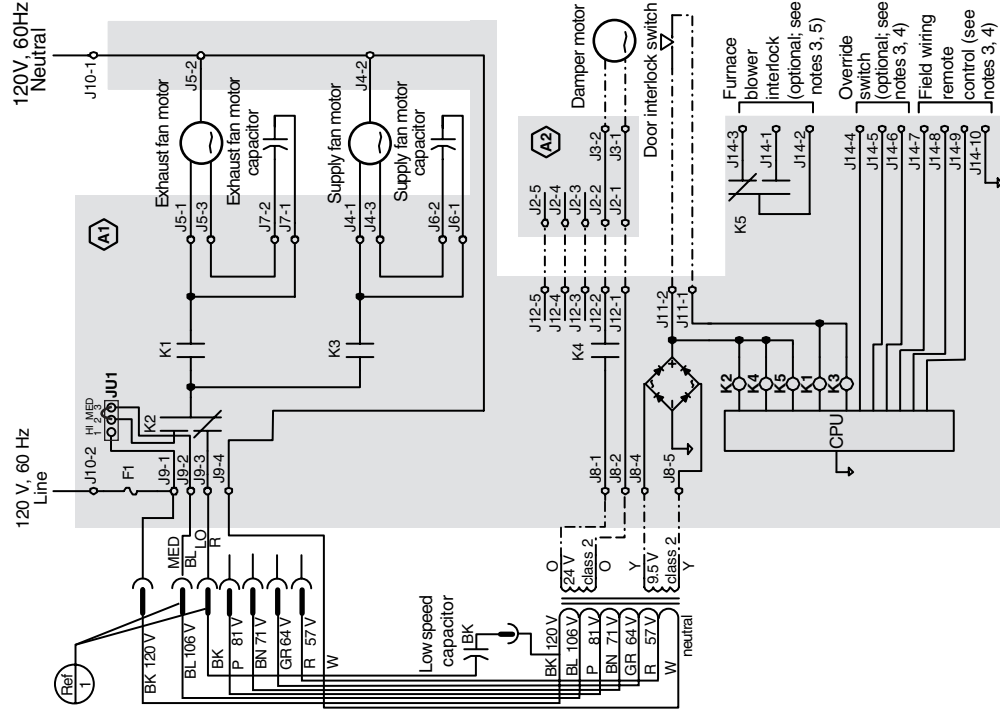 120V, 60Hz
Neutral
J10-1
J5-2
J4-2
Exhaust fan motor
J5-1
J5-3
Exhaust fan motor
capacitor
J7-2
J7-1
Supply fan motor
J4-1
J4-3
Supply fan motor
capacitor
J6-2
J6-1
A1
K1
K3
120 V, 60 Hz
Line
J10-2
F1
JU1
HI MED
1 2 3
K2
J9-1
J9-2
J9-3
J9-4
MED
BL
LO
R
Ref
1
BK 120 V
BL 106 V
BK
P 81 V
BN 71 V
GR 64 V
R 57 V
W
Low speed
capacitor
BK
BK 120 V
BL 106 V
P 81 V
BN 71 V
GR 64 V
R 57 V
W
neutral
O
24 V
class 2
O
Y
9.5 V
class 2
Y
J8-1
J8-2
J8-4
J8-5
Damper motor
Door interlock switch
A2
J3-2
J3-1
J2-5
J2-4
J2-3
J2-2
J2-1
J12-5
J12-4
J12-3
J12-2
J12-1
K4
J11-2
J11-1
K2
K4
K5
K1
K3
CPU
Furnace
blower
interlock
(optional; see
notes 3, 5)
J14-3
J14-1
J14-2
K5
Override
switch
(optional; see
notes 3, 4)
Field wiring
remote
control (see
notes 3, 4)
J14-4
J14-5
J14-6
J14-7
J14-8
J14-9
J14-10